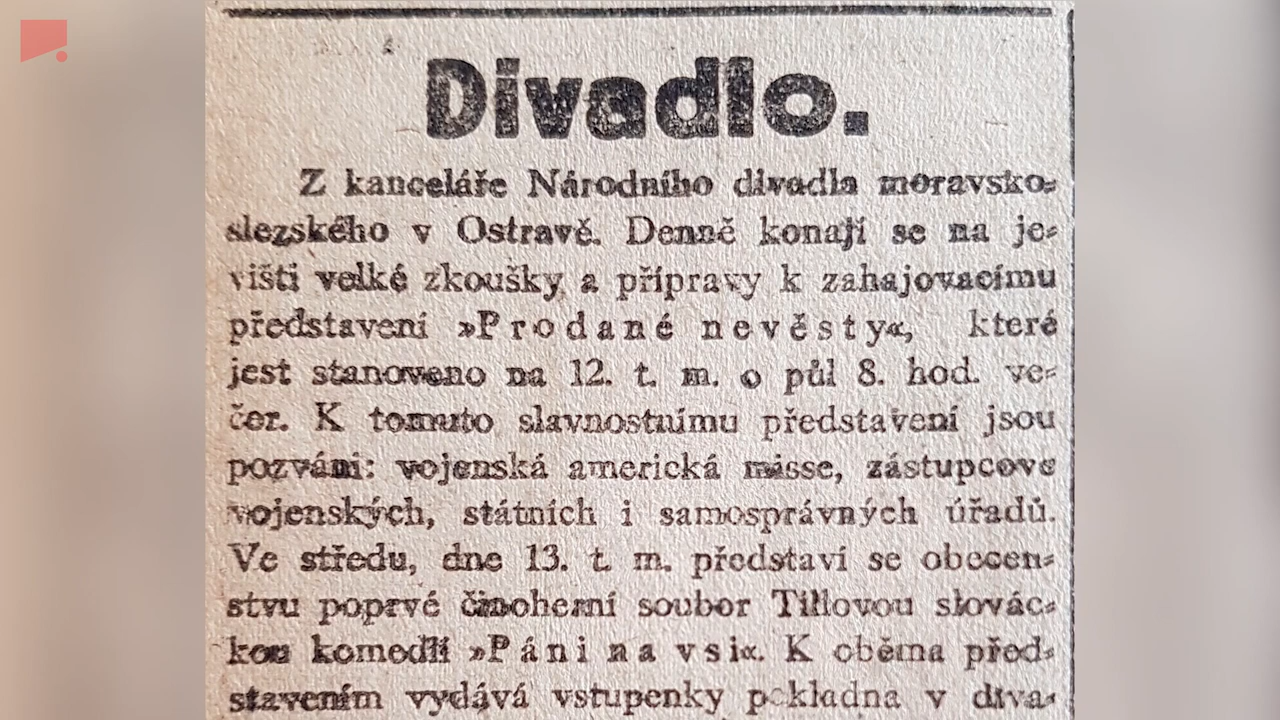 Divadlo.
Z kanceláře Národního divadla moravsko-
slezského v Ostravě. Denně konají se na je-
višti velké zkoušky a přípravy k zahajovacímu
představení »Prodané nevěsty«, které
jest stanoveno na 12. t. m. o půl 8. hod. ve-
čer. K tomuto slavnostnímu představení jsou
pozváni: vojenská americká misse, zástupcove
vojenských, státních i samosprávných úřadů.
Ve středu, dne 13. t. m. představí se obecen-
stvu poprvé činoherní soubor Tillovou slovác-
kou komedií »Páni na vsi«. K oběma před-
stavením vydává vstupenky pokladna v diva-